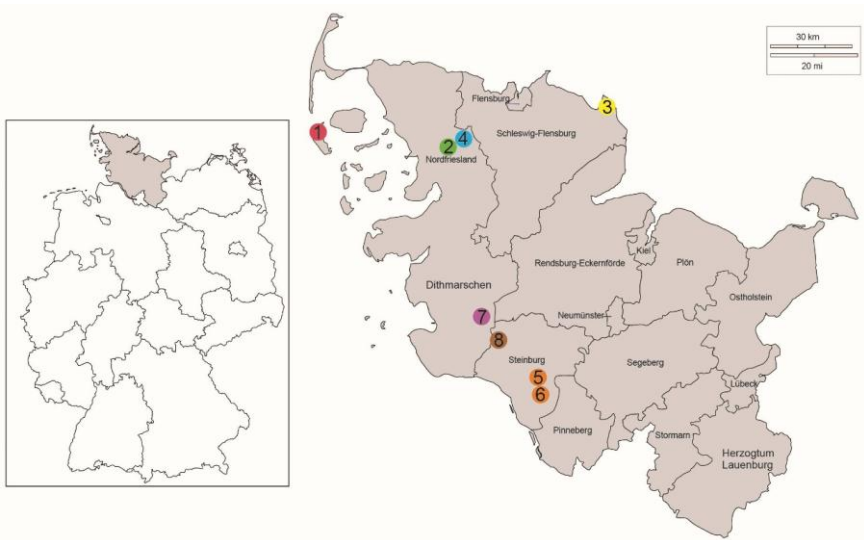 30 km
20 mi
Flensburg
3
1
Schleswig-Flensburg
4
2
Nordfriesland
Kiel
Rendsburg-Eckernförde
Plön
Dithmarschen
Ostholstein
7
Neumünster
8
Steinburg
Segeberg
5
Lübeck
6
Pinneberg
Stormarn
Herzogtum
Lauenburg